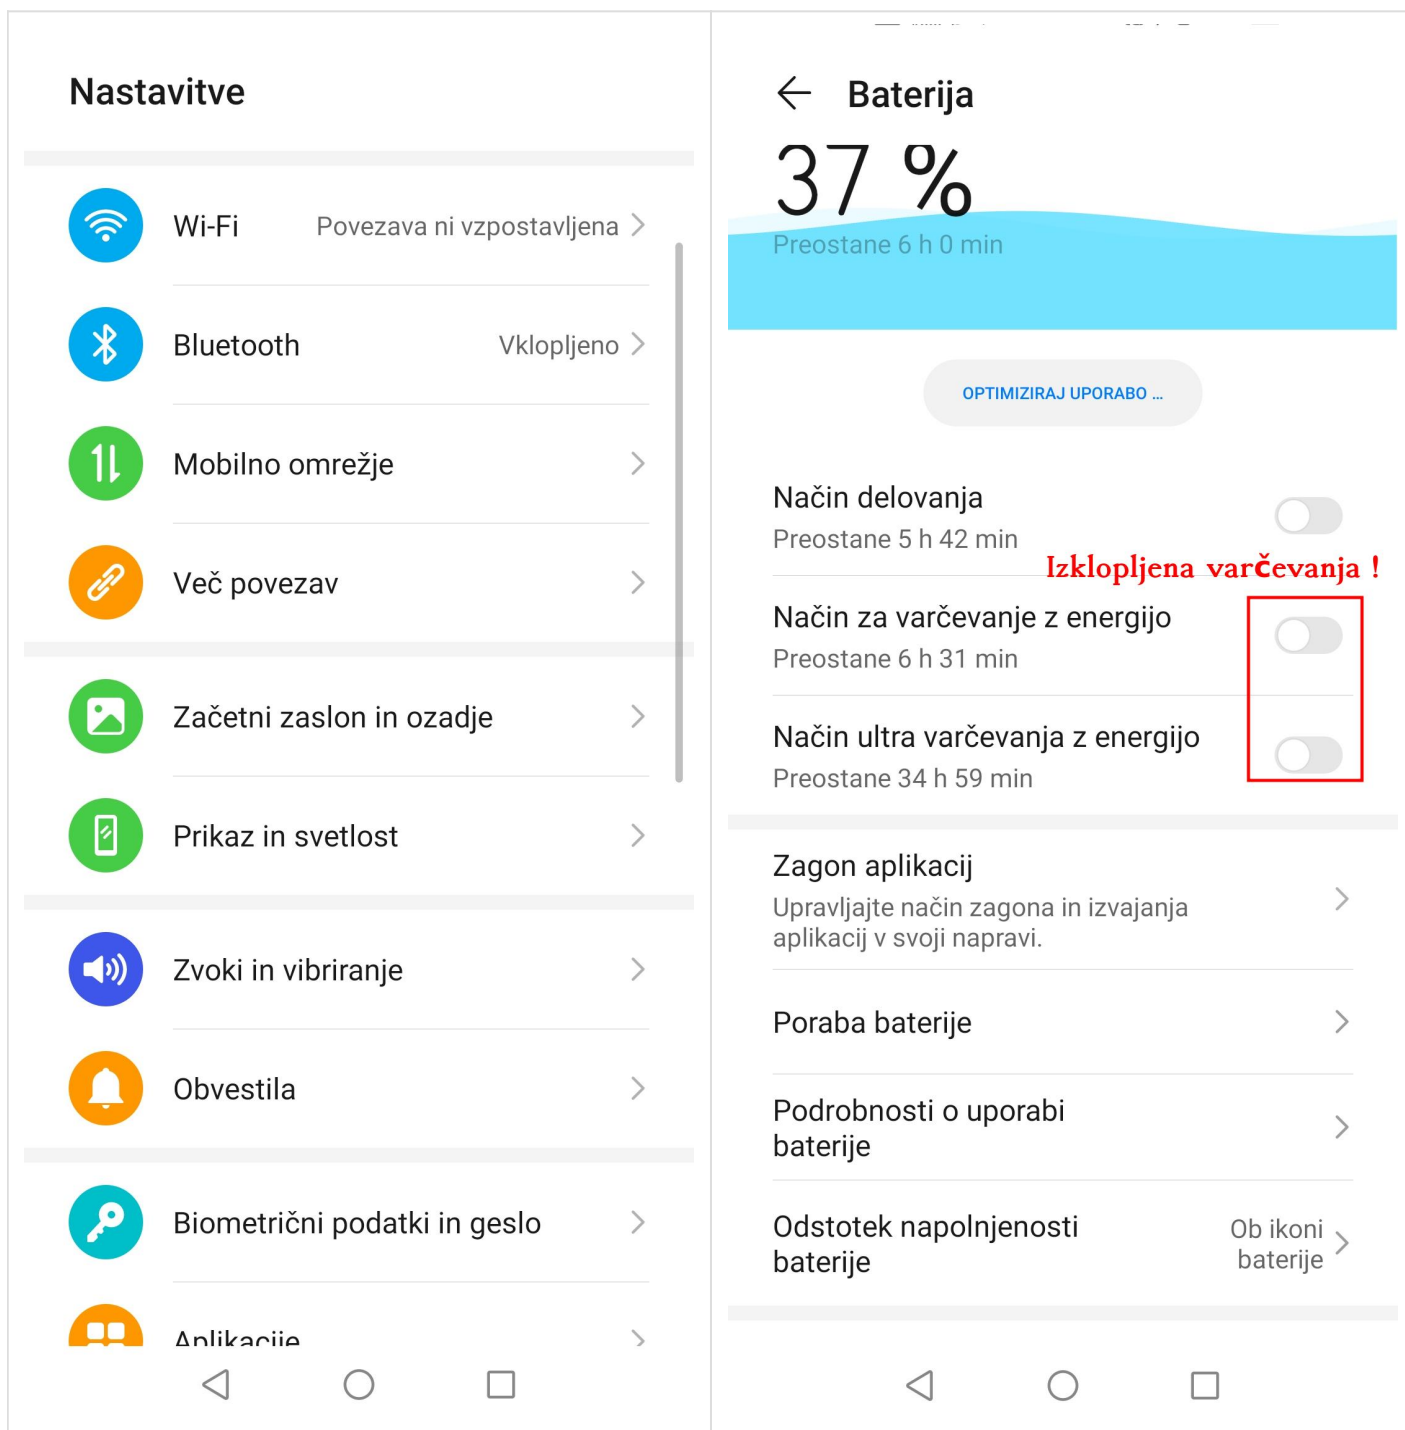 Nastavitve
Wi-Fi Povezava ni vzpostavljena
Bluetooth Vklopljeno
Mobilno omrežje
Več povezav
Začetni zaslon in ozadje
Prikaz in svetlost
Zvoki in vibriranje
Obvestila
Biometrični podatki in geslo
Aplikacije
Baterija
37 %
Preostane 6 h 0 min
OPTIMIZIRAJ UPORABO ...
Način delovanja
Preostane 5 h 42 min
Izklopljena varčevanja !
Način za varčevanje z energijo
Preostane 6 h 31 min
Način ultra varčevanja z energijo
Preostane 34 h 59 min
Zagon aplikacij
Upravljajte način zagona in izvajanja
aplikacij v svoji napravi.
Poraba baterije
Podrobnosti o uporabi
baterije
Odstotek napolnjenosti
baterije
Ob ikoni
baterije